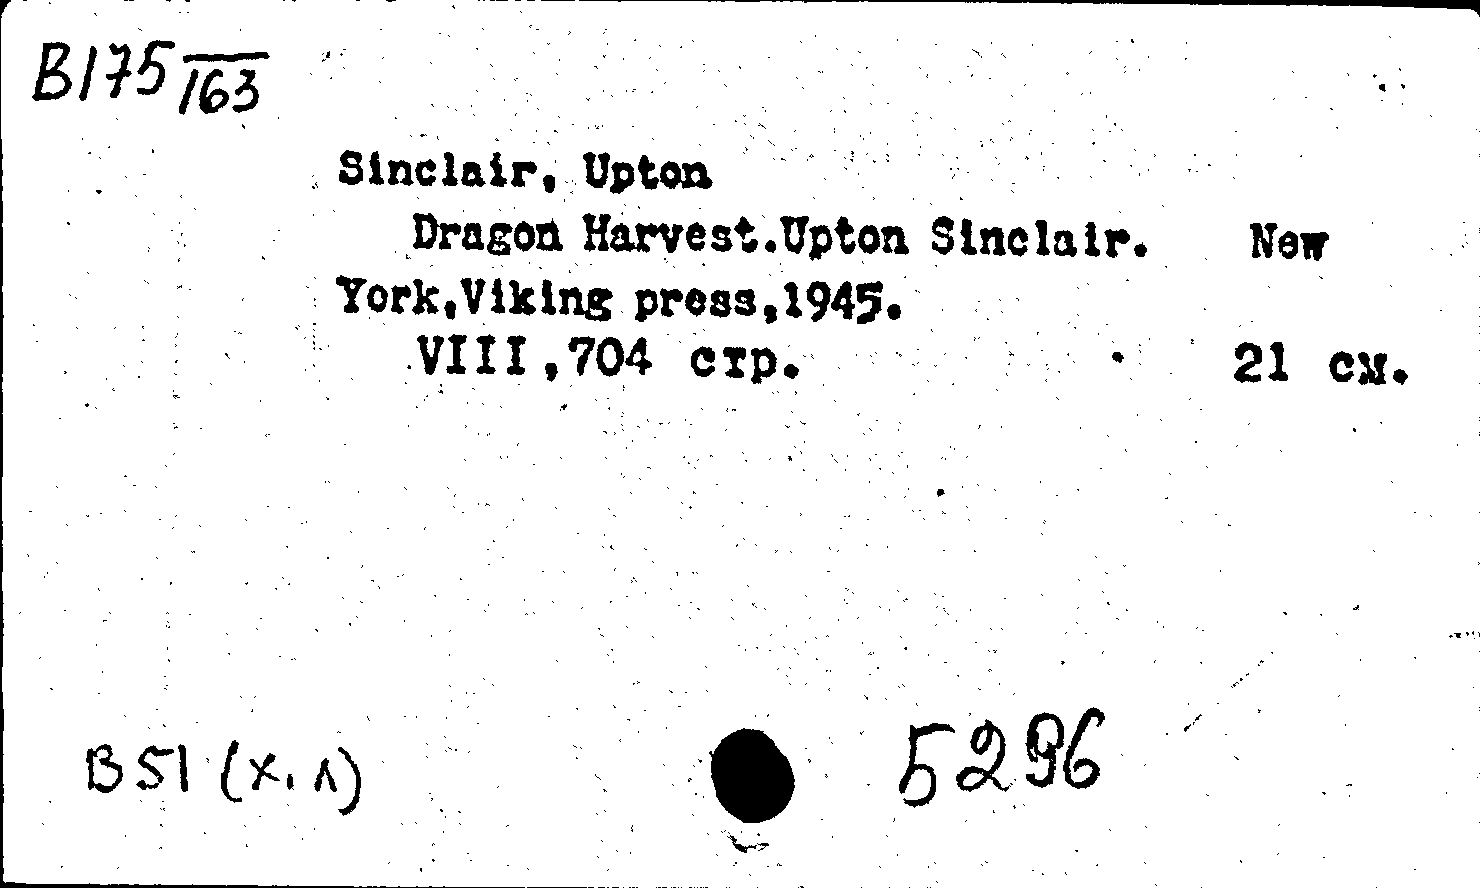 B175
163
Sinclair, Upton
Dragon Harvest.Upton Sinclair. New
York,Viking press,1945.
VIII,704 стр. 21 см.
B51 (х.л)
5296